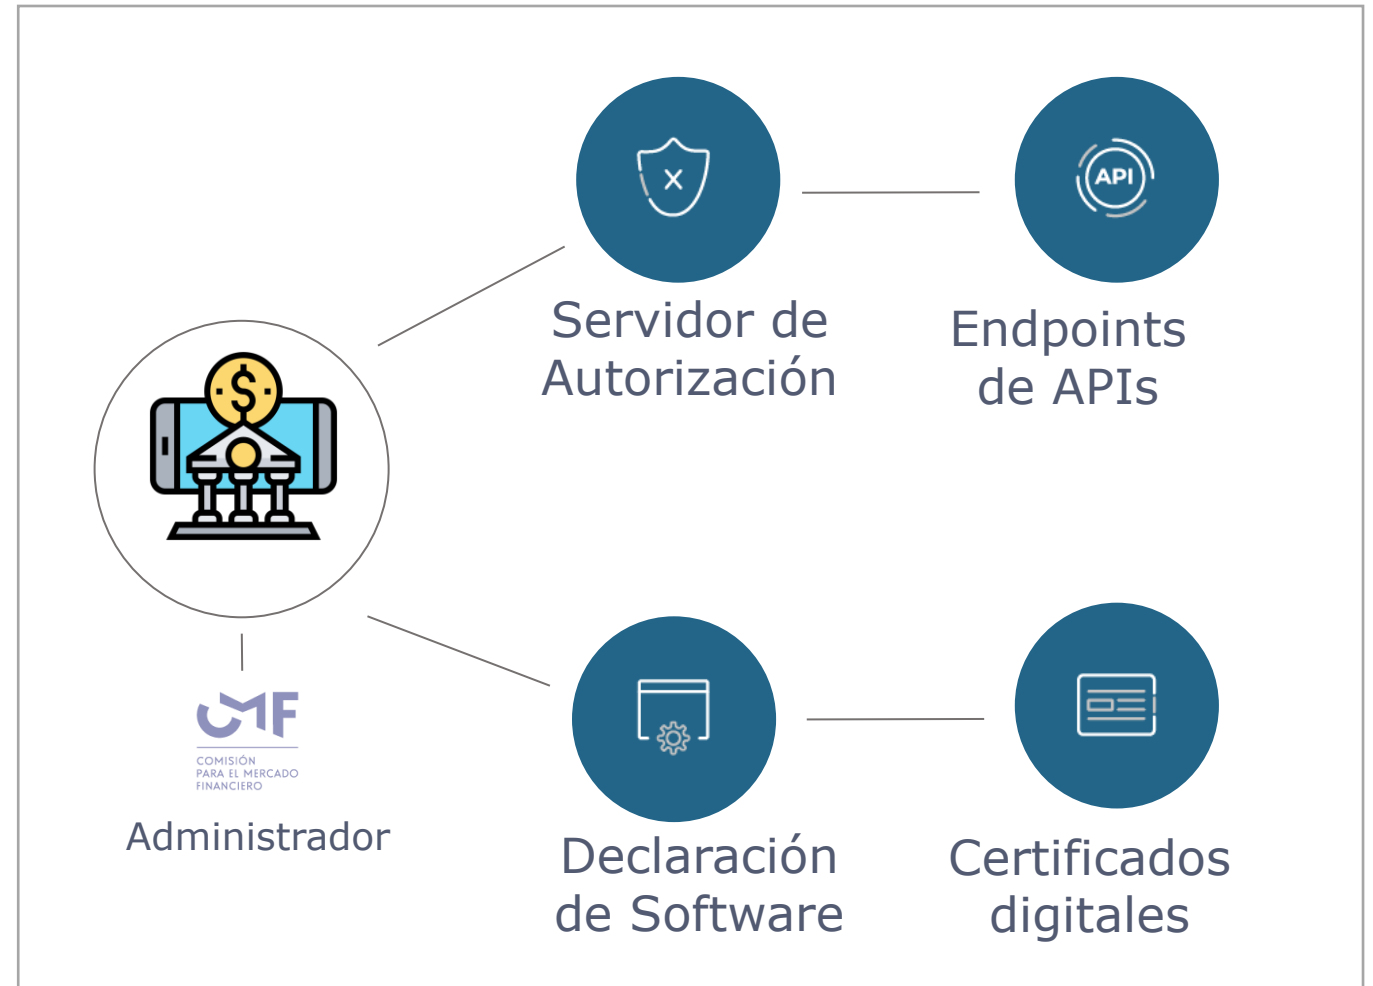 X
API
Servidor de
Autorización
Endpoints
de APIs
$
CMF
COMISIÓN
PARA EL MERCADO
FINANCIERO
Administrador
Declaración
de Software
Certificados
digitales